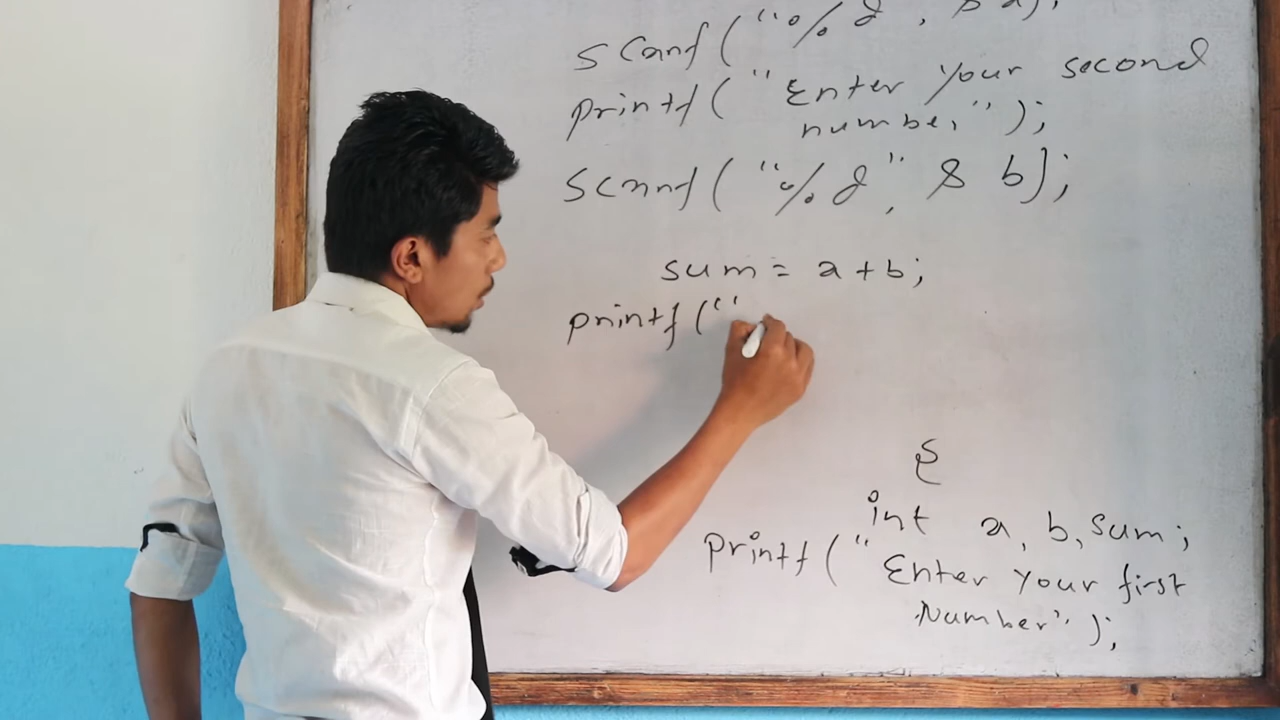 scanf("%d", &a);
printf("Enter your second
number");
scanf("%d", & b);
sum = a+b;
printf("
{
int a, b, sum;
printf("Enter your first
Number");